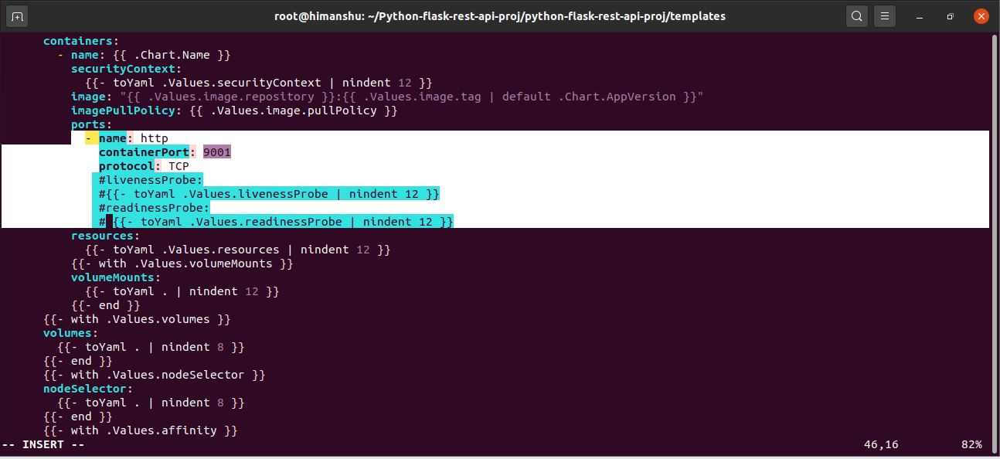 root@himanshu: ~/Python-flask-rest-api-proj/python-flask-rest-api-proj/templates
containers:
- name: {{ .Chart.Name }}
securityContext:
{{- toYaml .Values.securityContext | nindent 12 }}
image: "{{ .Values.image.repository }}:{{ .Values.image.tag | default .Chart.AppVersion }}"
imagePullPolicy: {{ .Values.image.pullPolicy }}
ports:
- name: http
containerPort: 9001
protocol: TCP
#livenessProbe:
#{{- toYaml .Values.livenessProbe | nindent 12 }}
#readinessProbe:
# {{- toYaml .Values.readinessProbe | nindent 12 }}
resources:
{{- toYaml .Values.resources | nindent 12 }}
{{- with .Values.volumeMounts }}
volumeMounts:
{{- toYaml . | nindent 12 }}
{{- end }}
{{- with .Values.volumes }}
volumes:
{{- toYaml . | nindent 8 }}
{{- end }}
{{- with .Values.nodeSelector }}
nodeSelector:
{{- toYaml . | nindent 8 }}
{{- end }}
{{- with .Values.affinity }}
-- INSERT -- 46,16 82%